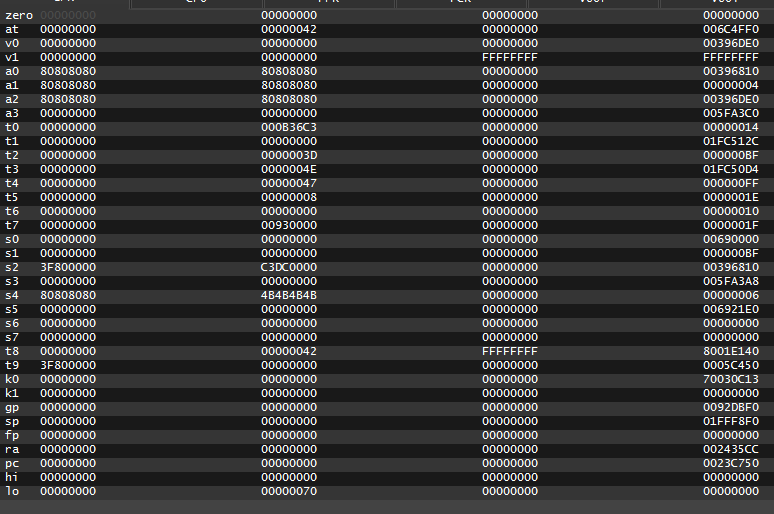 zero 00000000 00000000 00000000 00000000
at 00000000 00000042 00000000 006C4FF0
v0 00000000 00000000 00000000 00396DE0
v1 00000000 00000000 FFFFFFFF FFFFFFFF
a0 80808080 80808080 00000000 00396810
a1 80808080 80808080 00000000 00000004
a2 80808080 80808080 00000000 00396DE0
a3 00000000 00000000 00000000 005FA3C0
t0 00000000 000B36C3 00000000 00000014
t1 00000000 00000000 00000000 01FC512C
t2 00000000 0000003D 00000000 000000BF
t3 00000000 0000004E 00000000 01FC50D4
t4 00000000 00000047 00000000 000000FF
t5 00000000 00000008 00000000 0000001E
t6 00000000 00000000 00000000 00000010
t7 00000000 00930000 00000000 0000001F
s0 00000000 00000000 00000000 00690000
s1 00000000 00000000 00000000 000000BF
s2 3F800000 C3DC0000 00000000 00396810
s3 00000000 00000000 00000000 005FA3A8
s4 80808080 4B4B4B4B 00000000 00000006
s5 00000000 00000000 00000000 006921E0
s6 00000000 00000000 00000000 00000000
s7 00000000 00000000 00000000 00000000
t8 00000000 00000042 FFFFFFFF 8001E140
t9 3F800000 00000000 00000000 0005C450
k0 00000000 00000000 00000000 70030C13
k1 00000000 00000000 00000000 00000000
gp 00000000 00000000 00000000 0092DBF0
sp 00000000 00000000 00000000 01FFF8F0
fp 00000000 00000000 00000000 00000000
ra 00000000 00000000 00000000 002435CC
pc 00000000 00000000 00000000 0023C750
hi 00000000 00000000 00000000 00000000
lo 00000000 00000070 00000000 00000000